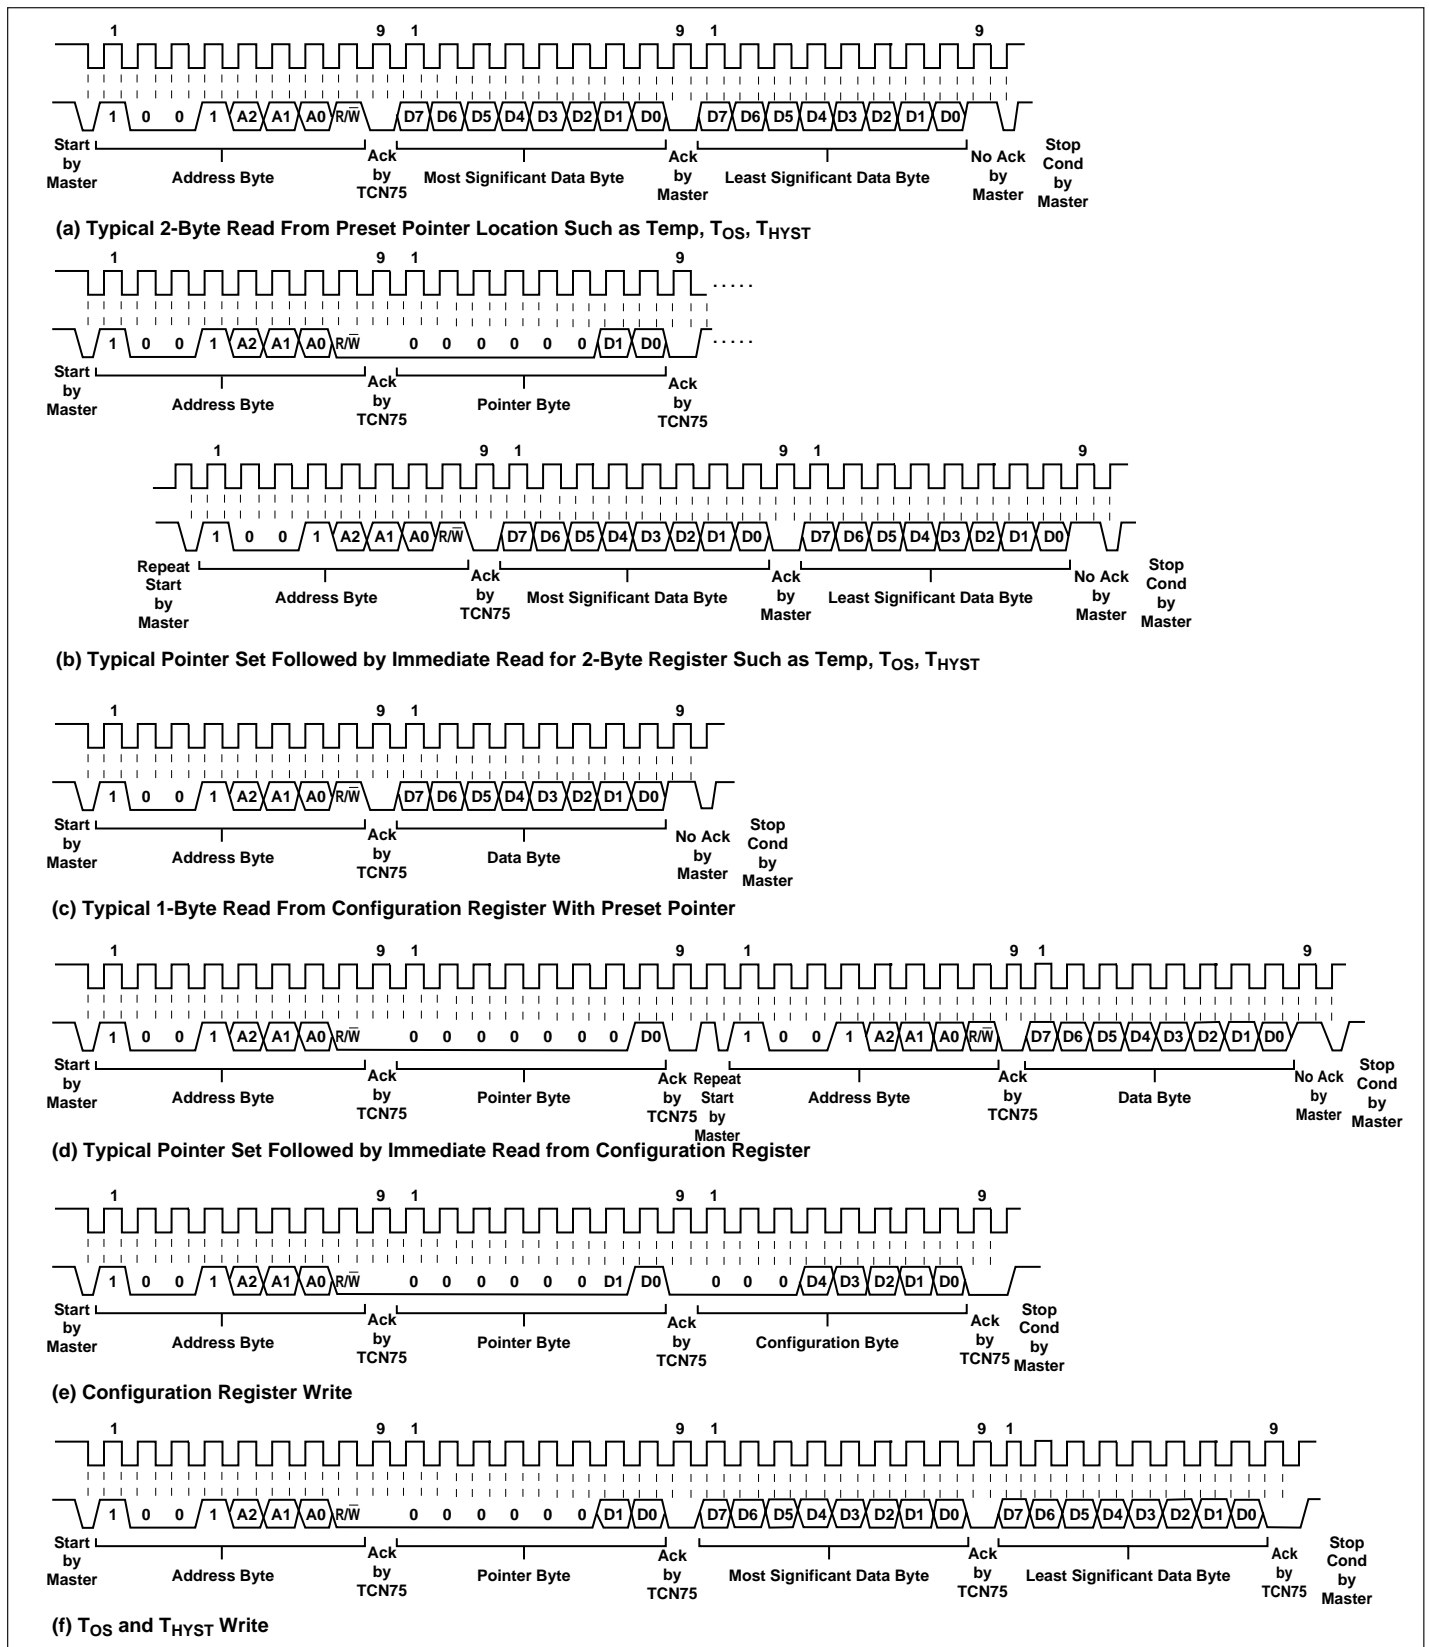 1 9 1 9 1 9
1 0 0 1 A2 A1 A0 R/W̅ D7 D6 D5 D4 D3 D2 D1 D0 D7 D6 D5 D4 D3 D2 D1 D0
Start by Master
Address Byte
Ack by TCN75
Most Significant Data Byte
Ack by Master
Least Significant Data Byte
No Ack by Master
Stop Cond by Master
(a) Typical 2-Byte Read From Preset Pointer Location Such as Temp, TOS, THYST
1 9 1 9
1 0 0 1 A2 A1 A0 R/W̅ 0 0 0 0 0 0 D1 D0
Start by Master
Address Byte
Ack by TCN75
Pointer Byte
Ack by TCN75
1 9 1 9 1 9
1 0 0 1 A2 A1 A0 R/W̅ D7 D6 D5 D4 D3 D2 D1 D0 D7 D6 D5 D4 D3 D2 D1 D0
Repeat Start by Master
Address Byte
Ack by TCN75
Most Significant Data Byte
Ack by Master
Least Significant Data Byte
No Ack by Master
Stop Cond by Master
(b) Typical Pointer Set Followed by Immediate Read for 2-Byte Register Such as Temp, TOS, THYST
1 9 1 9
1 0 0 1 A2 A1 A0 R/W̅ D7 D6 D5 D4 D3 D2 D1 D0
Start by Master
Address Byte
Ack by TCN75
Data Byte
No Ack by Master
Stop Cond by Master
(c) Typical 1-Byte Read From Configuration Register With Preset Pointer
1 9 1 9 1 9 1 9
1 0 0 1 A2 A1 A0 R/W̅ 0 0 0 0 0 0 0 D0 1 0 0 1 A2 A1 A0 R/W̅ D7 D6 D5 D4 D3 D2 D1 D0
Start by Master
Address Byte
Ack by TCN75
Pointer Byte
Ack by TCN75
Repeat Start by Master
Address Byte
Ack by TCN75
Data Byte
No Ack by Master
Stop Cond by Master
(d) Typical Pointer Set Followed by Immediate Read from Configuration Register
1 9 1 9 1 9
1 0 0 1 A2 A1 A0 R/W̅ 0 0 0 0 0 0 D1 D0 0 0 0 D4 D3 D2 D1 D0
Start by Master
Address Byte
Ack by TCN75
Pointer Byte
Ack by TCN75
Configuration Byte
Ack by TCN75
Stop Cond by Master
(e) Configuration Register Write
1 9 1 9 1 9 1 9
1 0 0 1 A2 A1 A0 R/W̅ 0 0 0 0 0 0 D1 D0 D7 D6 D5 D4 D3 D2 D1 D0 D7 D6 D5 D4 D3 D2 D1 D0
Start by Master
Address Byte
Ack by TCN75
Pointer Byte
Ack by TCN75
Most Significant Data Byte
Ack by TCN75
Least Significant Data Byte
Ack by TCN75
Stop Cond by Master
(f) TOS and THYST Write